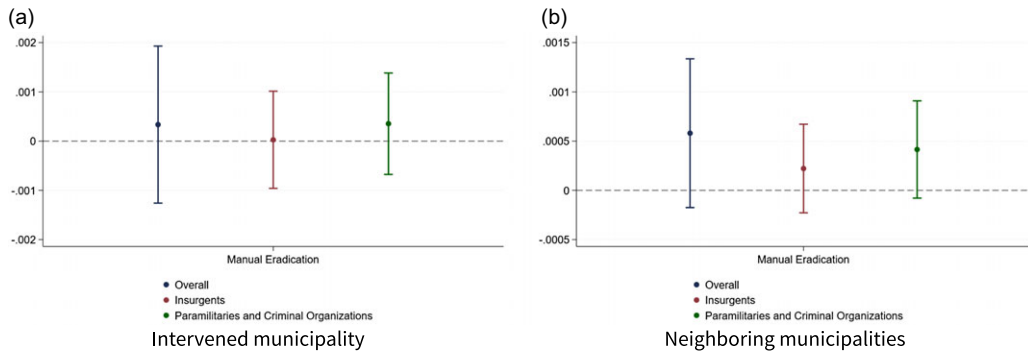 (a)
.002
.001
0
-.001
-.002
Manual Eradication
Overall
Insurgents
Paramilitaries and Criminal Organizations
Intervened municipality
(b)
.0015
.001
.0005
0
-.0005
Manual Eradication
Overall
Insurgents
Paramilitaries and Criminal Organizations
Neighboring municipalities